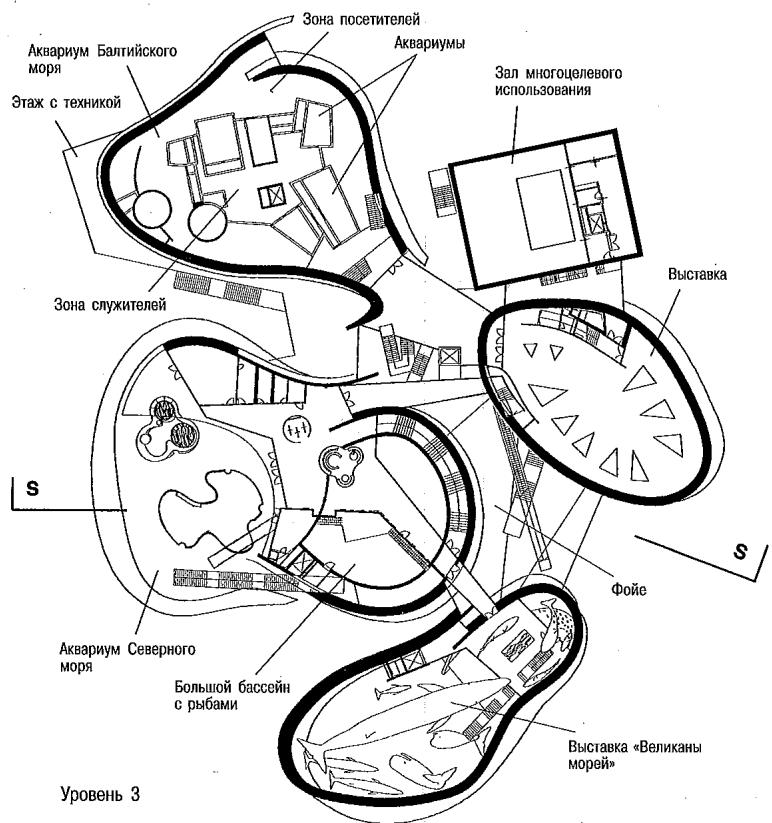 Зона посетителей
Аквариум Балтийского
моря
Аквариумы
Зал многоцелевого
использования
Этаж с техникой
Выставка
Зона служителей
S
S
Фойе
Аквариум Северного
моря
Большой бассейн
с рыбами
Выставка «Великаны
морей»
Уровень 3